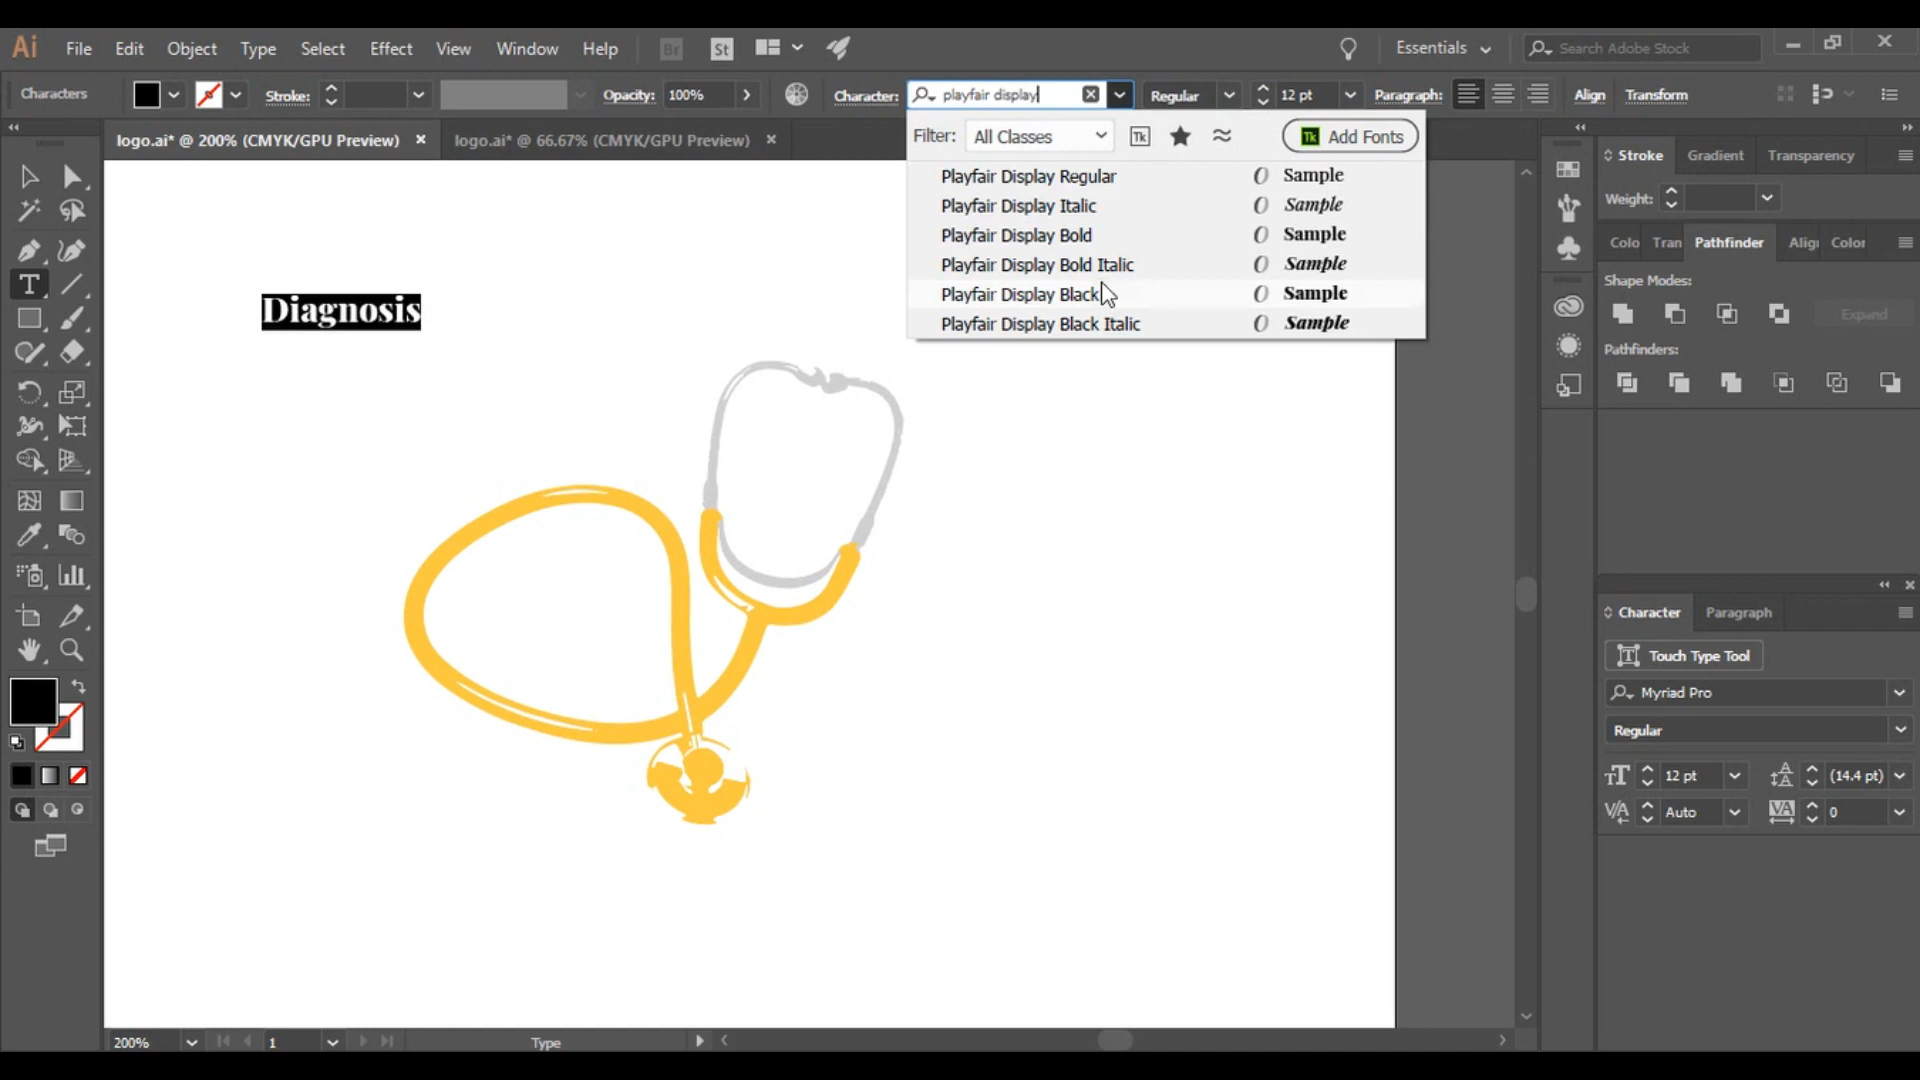 Ai File Edit Object Type Select Effect View Window Help Br St Essentials Search Adobe Stock
Characters Stroke: Opacity: 100% Character: playfair display Regular 12 pt Paragraph: Align Transform
logo.ai* @ 200% (CMYK/GPU Preview) logo.ai* @ 66.67% (CMYK/GPU Preview)
Filter: All Classes Tk Tk Add Fonts
Playfair Display Regular O Sample
Playfair Display Italic O Sample
Playfair Display Bold O Sample
Playfair Display Bold Italic O Sample
Playfair Display Black O Sample
Playfair Display Black Italic O Sample
Stroke Gradient Transparency
Weight:
Colo Tran Pathfinder Alig Color
Shape Modes:
Expand
Pathfinders:
Diagnosis
Character Paragraph
Touch Type Tool
Myriad Pro
Regular
12 pt (14.4 pt)
Auto 0
200% 1 Type